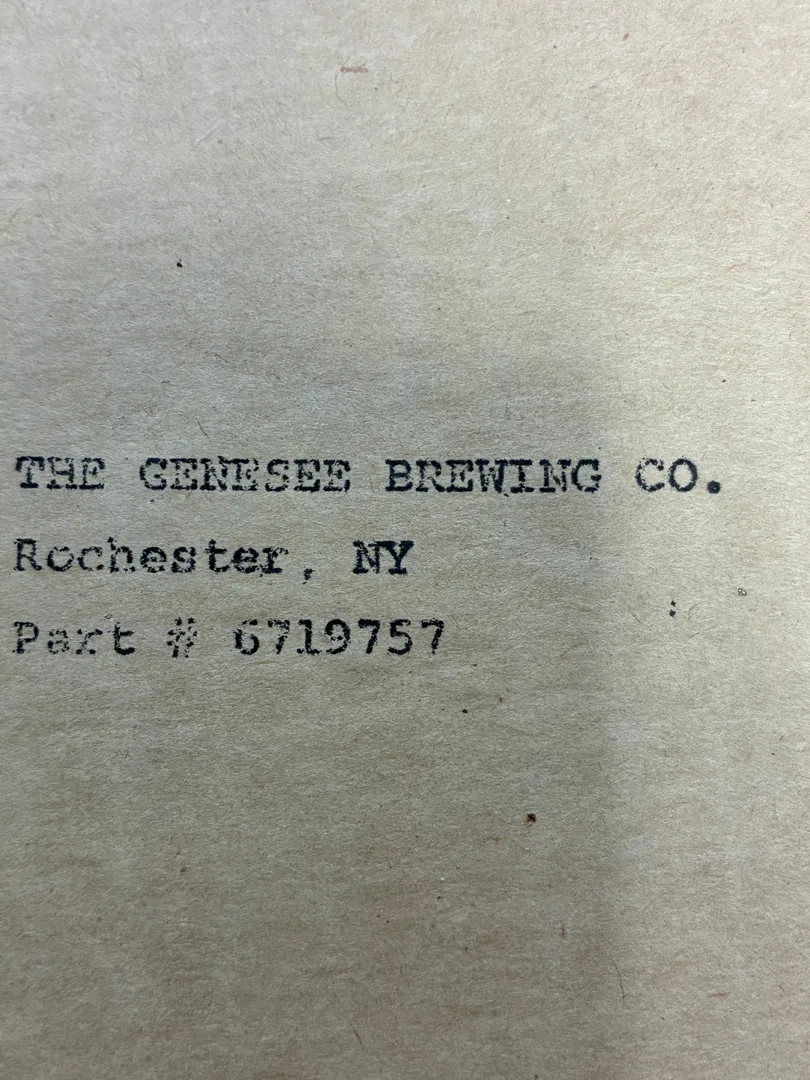 THE GENESEE BREWING CO.
Rochester, NY
Part # 6719757